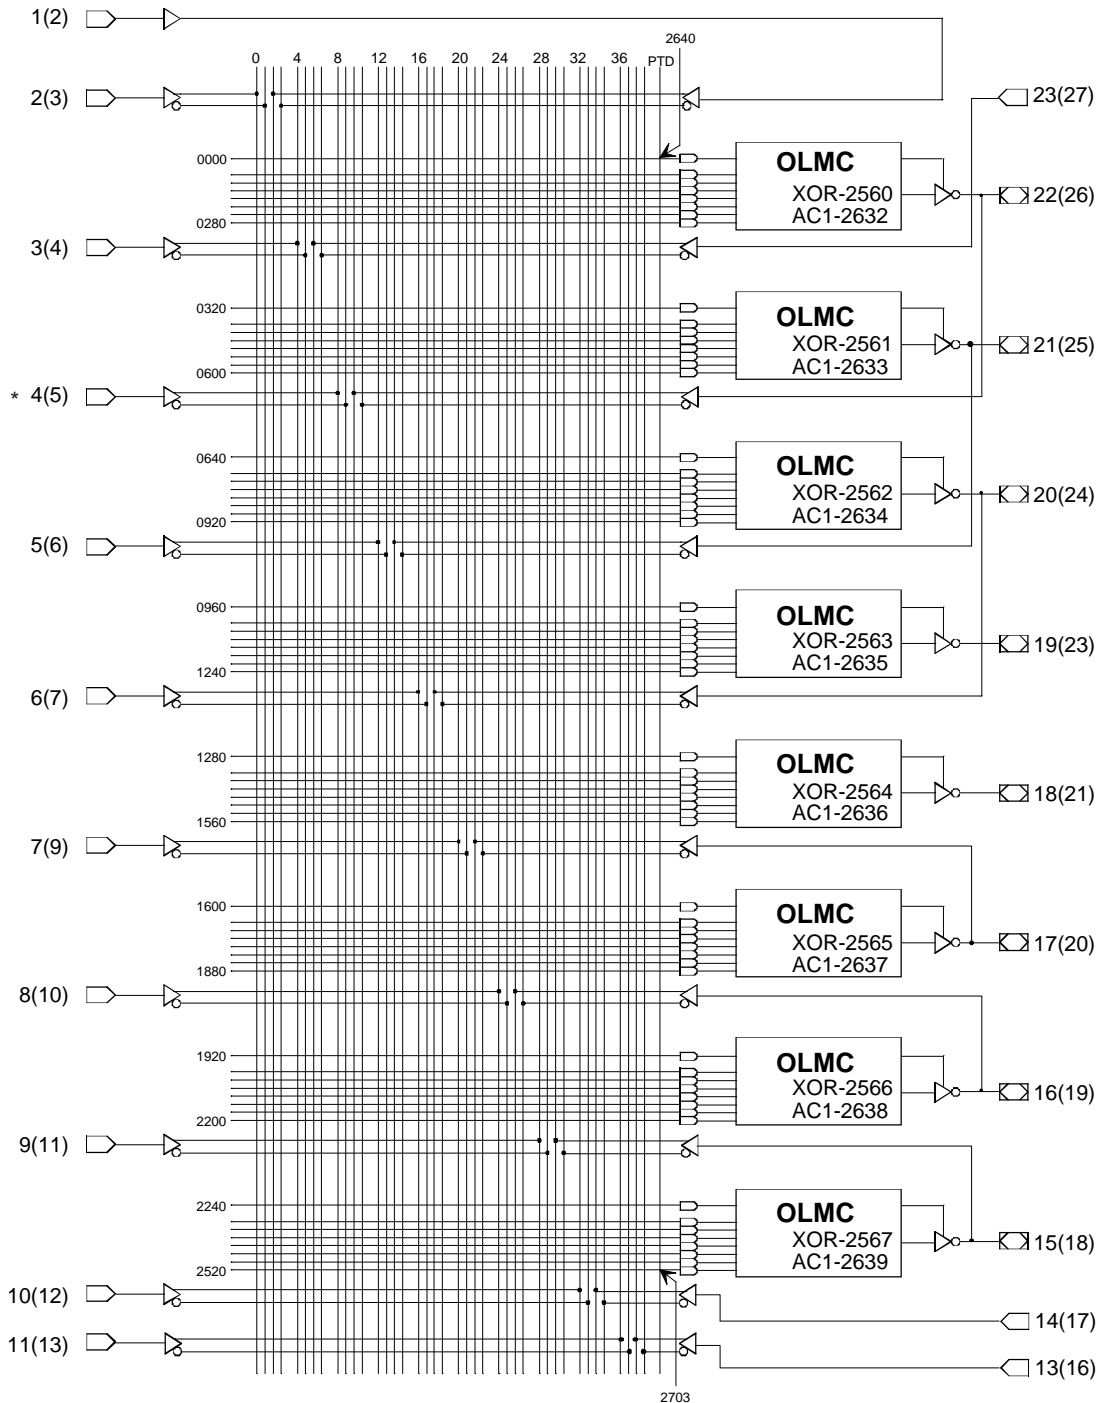 1(2)
2640
0 4 8 12 16 20 24 28 32 36 PTD
2(3)
23(27)
0000
OLMC
XOR-2560
AC1-2632
22(26)
0280
3(4)
0320
OLMC
XOR-2561
AC1-2633
21(25)
0600
* 4(5)
0640
OLMC
XOR-2562
AC1-2634
20(24)
0920
5(6)
0960
OLMC
XOR-2563
AC1-2635
19(23)
1240
6(7)
1280
OLMC
XOR-2564
AC1-2636
18(21)
1560
7(9)
1600
OLMC
XOR-2565
AC1-2637
17(20)
1880
8(10)
1920
OLMC
XOR-2566
AC1-2638
16(19)
2200
9(11)
2240
OLMC
XOR-2567
AC1-2639
15(18)
2520
10(12)
14(17)
11(13)
13(16)
2703